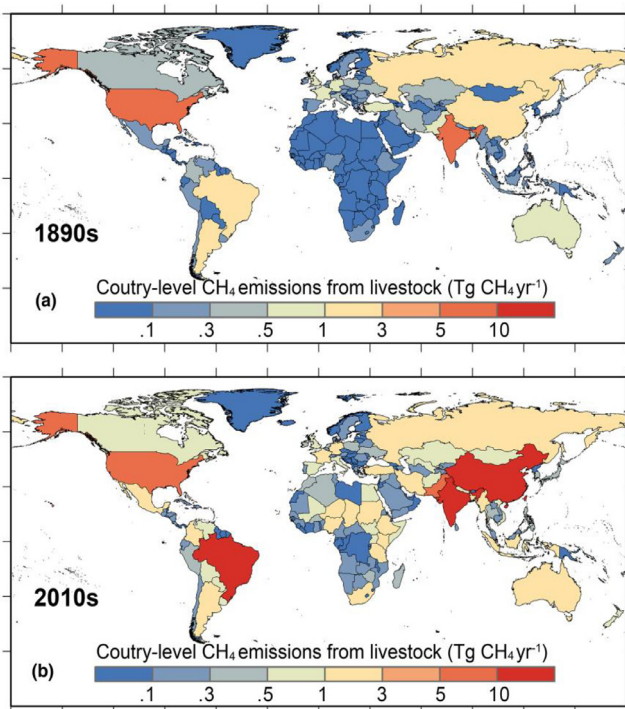 1890s
Coutry-level CH₄ emissions from livestock (Tg CH₄ yr⁻¹)
(a)
.1 .3 .5 1 3 5 10
2010s
Coutry-level CH₄ emissions from livestock (Tg CH₄ yr⁻¹)
(b)
.1 .3 .5 1 3 5 10